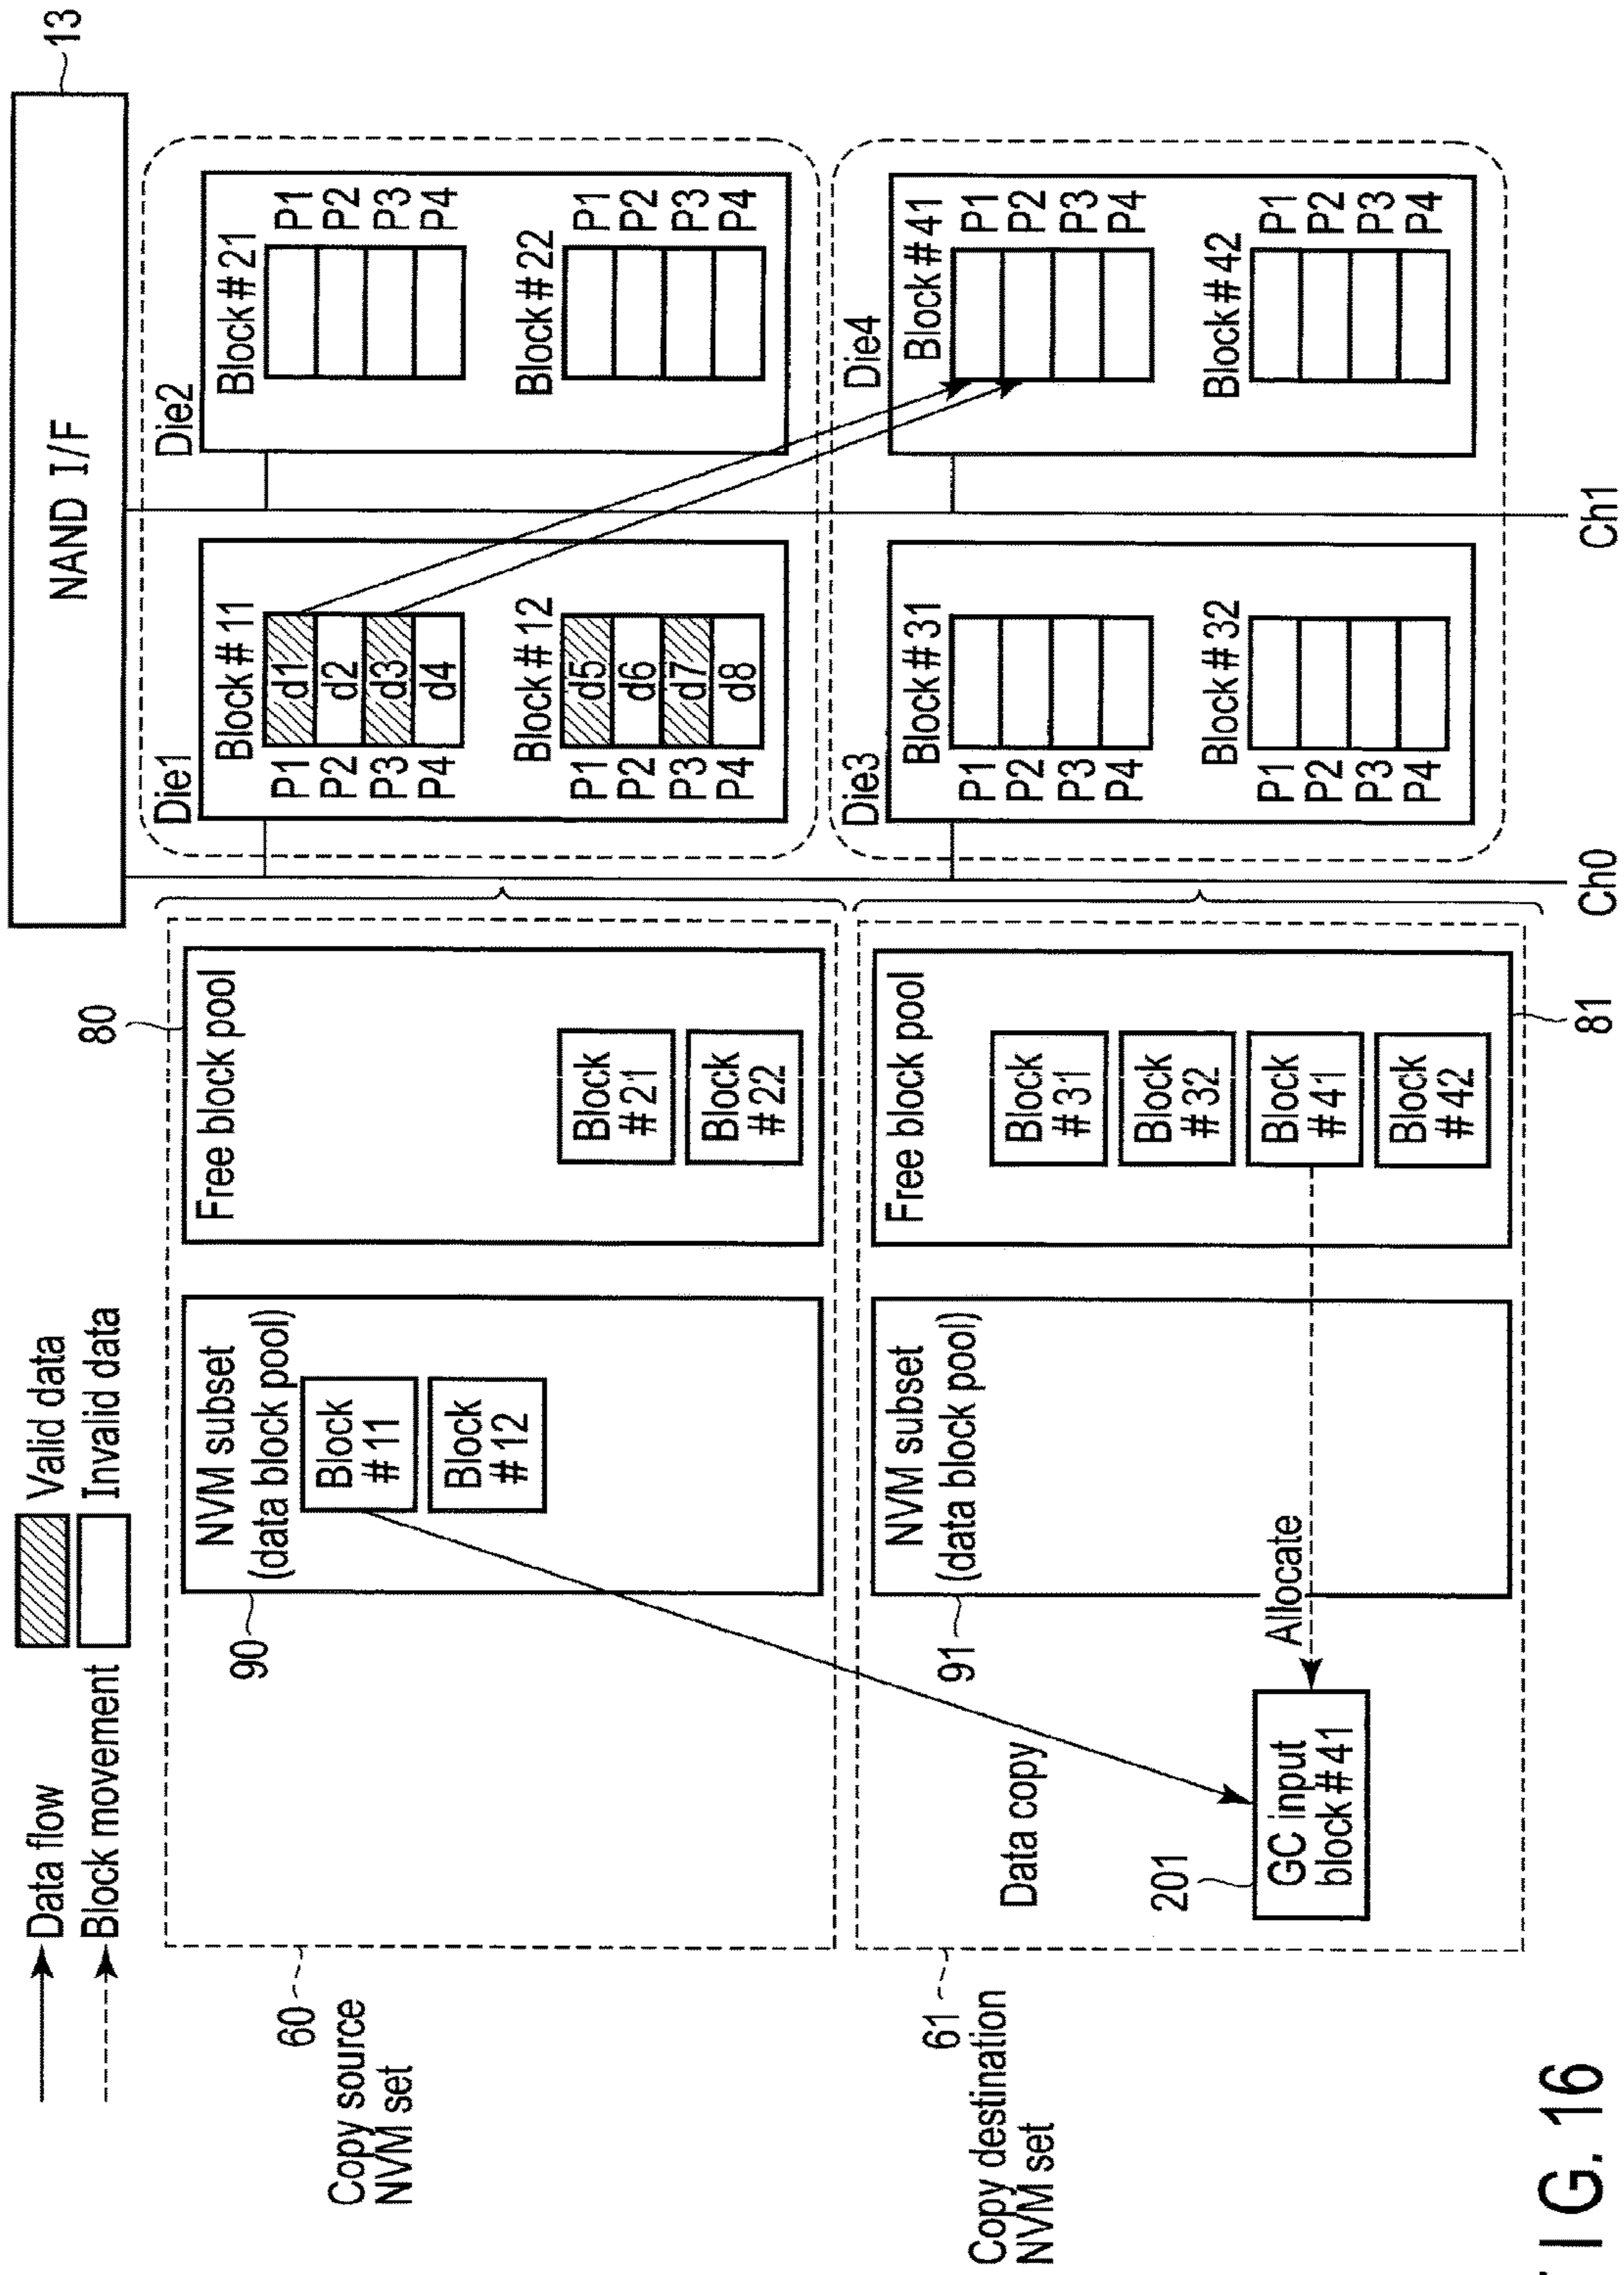 Data flow
Block movement
Valid data
Invalid data
NAND I/F
13
60
Copy source
NVM set
90
NVM subset
(data block pool)
Block
#11
Block
#12
80
Free block pool
Block
#21
Block
#22
Die1
Block#11
P1
d1
P2
d2
P3
d3
P4
d4
Block#12
P1
d5
P2
d6
P3
d7
P4
d8
Die2
Block#21
P1
P2
P3
P4
Block#22
P1
P2
P3
P4
61
Copy destination
NVM set
Data copy
201
GC input
block#41
Allocate
91
NVM subset
(data block pool)
Free block pool
Block
#31
Block
#32
Block
#41
Block
#42
81
Die3
Block#31
P1
P2
P3
P4
Block#32
P1
P2
P3
P4
Die4
Block#41
P1
P2
P3
P4
Block#42
P1
P2
P3
P4
Ch0
Ch1
I G. 16